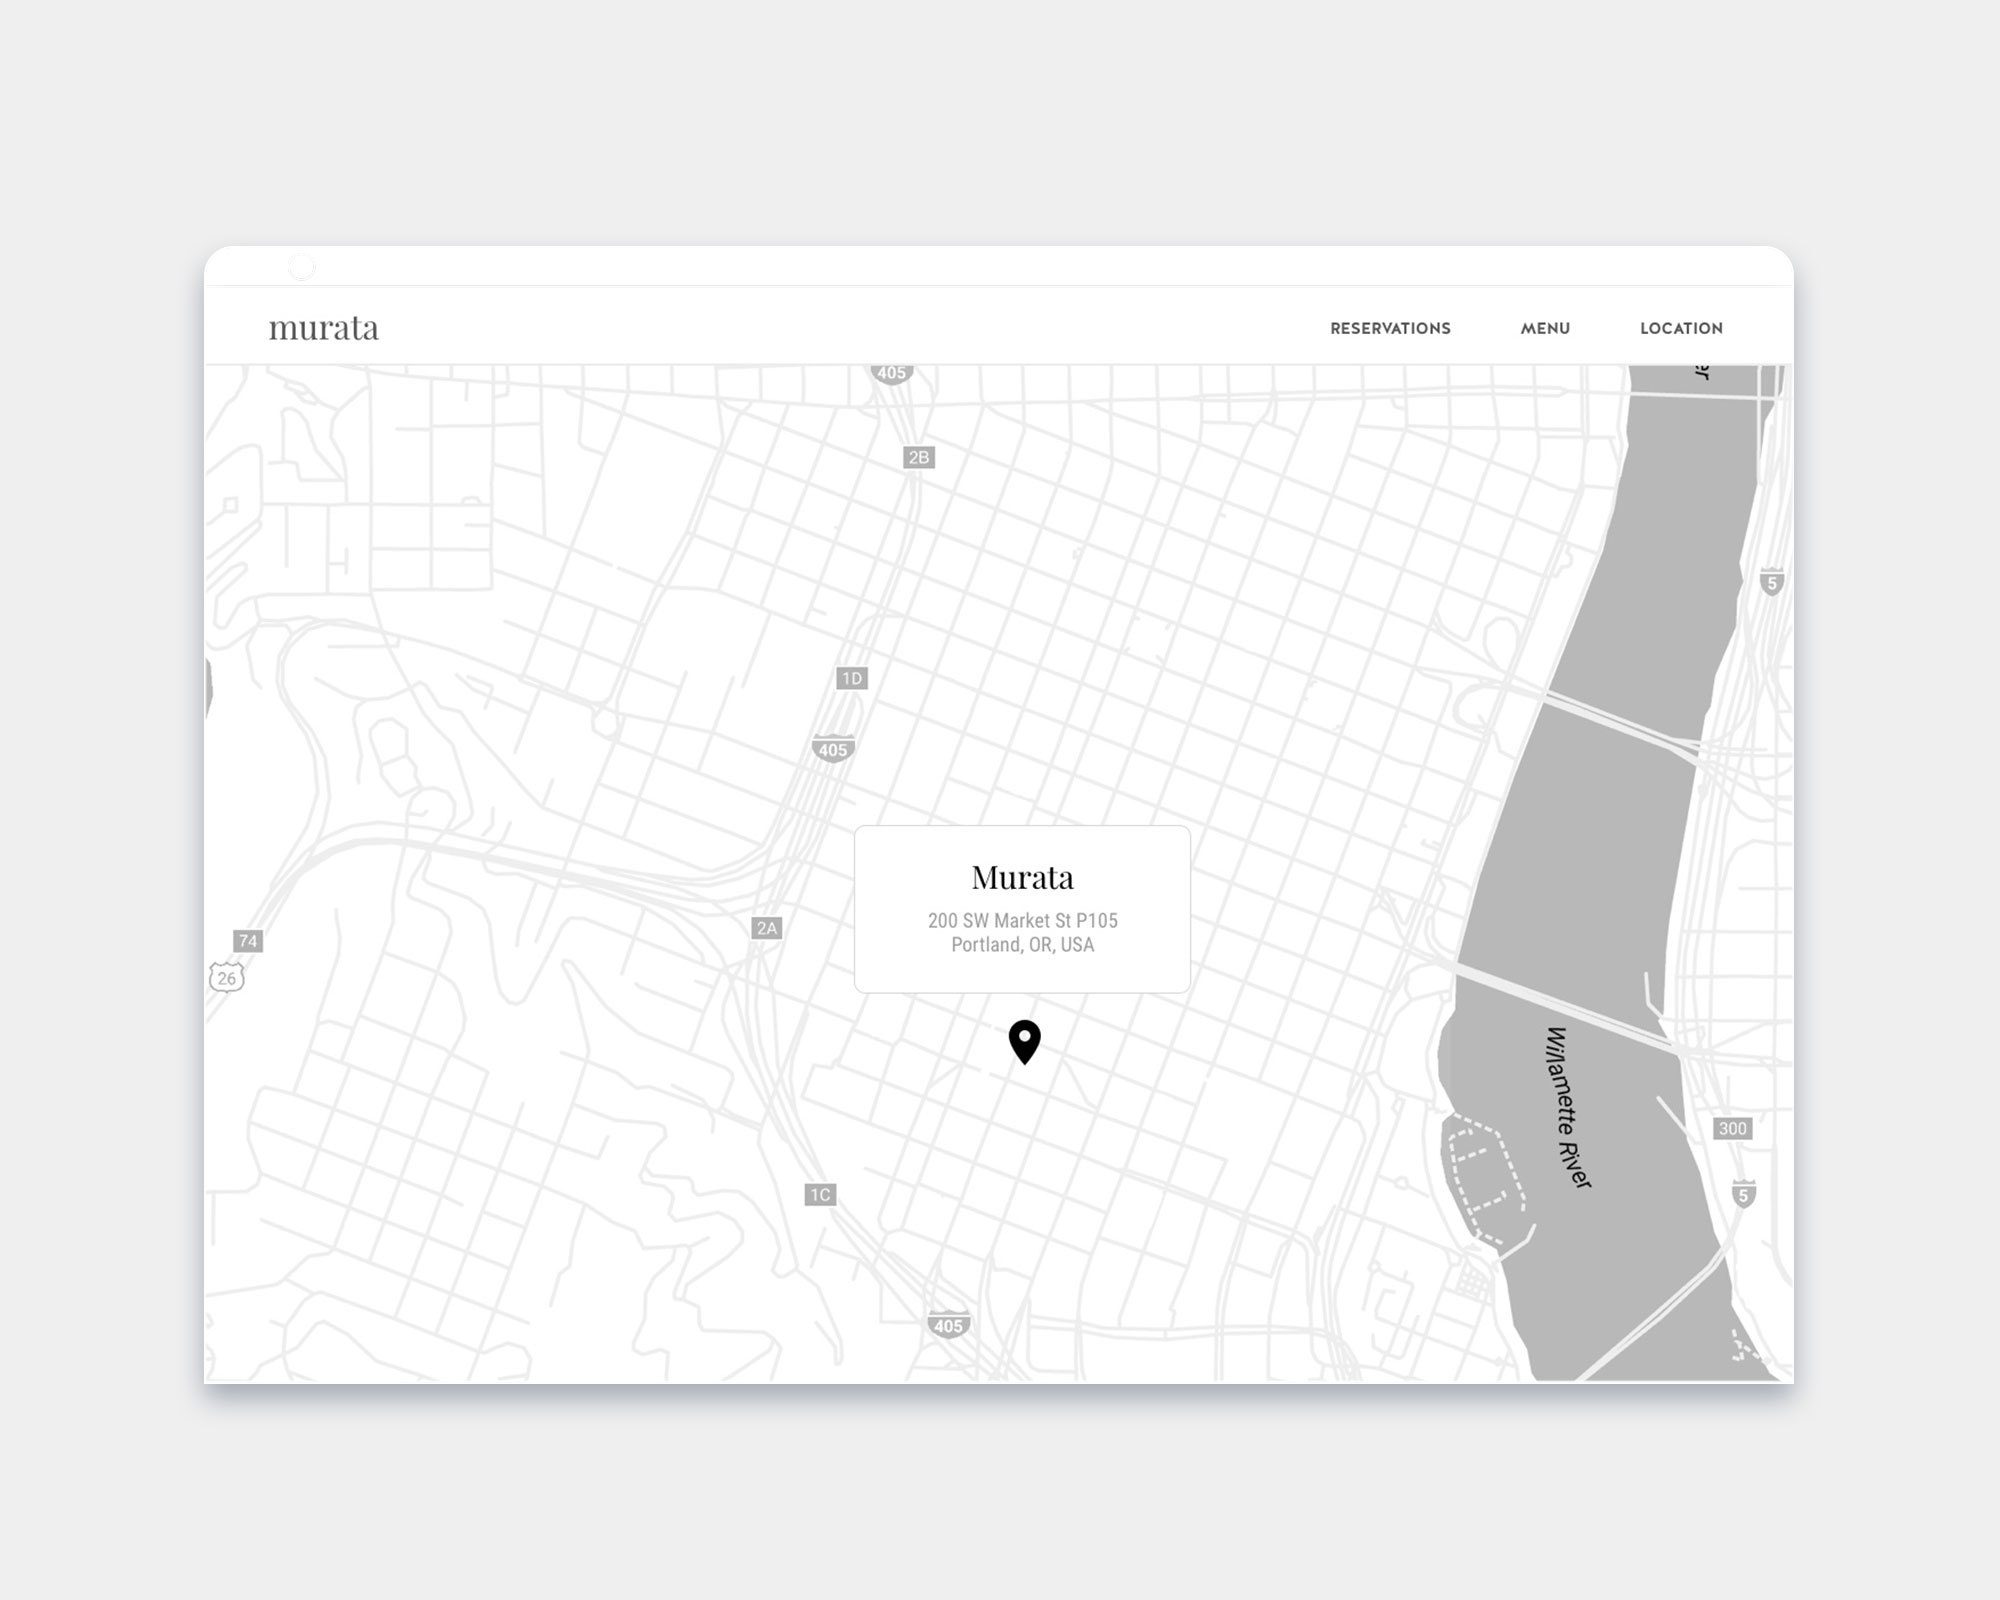 murata
RESERVATIONS
MENU
LOCATION
405
er
2B
5
1D
405
Murata
200 SW Market St P105
Portland, OR, USA
2A
74
26
Willamette River
300
1C
5
405